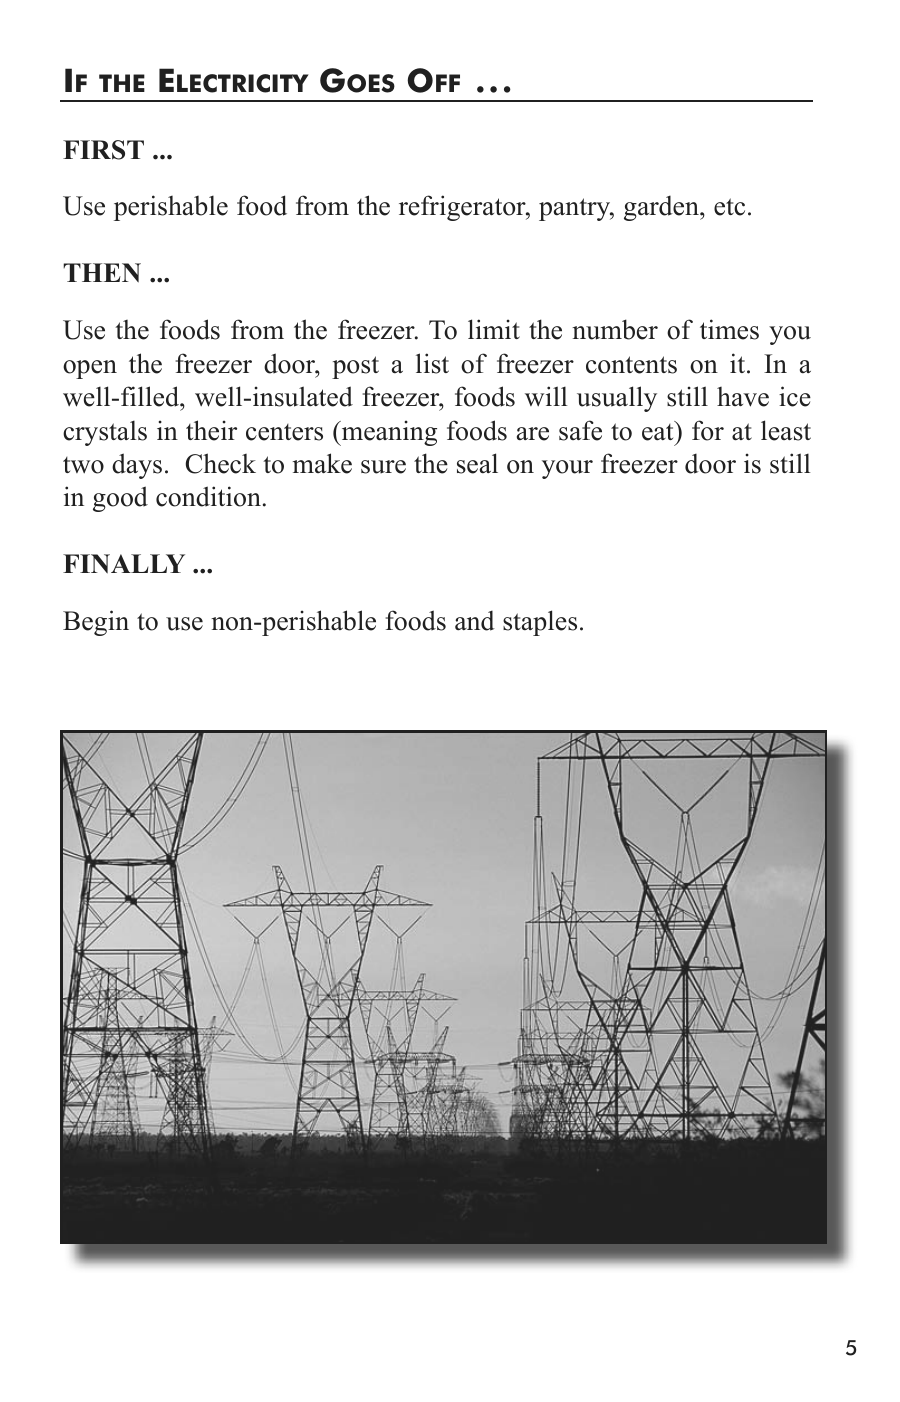 If the Electricity Goes Off ...
FIRST ...
Use perishable food from the refrigerator, pantry, garden, etc.
THEN ...
Use the foods from the freezer. To limit the number of times you
open the freezer door, post a list of freezer contents on it. In a
well-filled, well-insulated freezer, foods will usually still have ice
crystals in their centers (meaning foods are safe to eat) for at least
two days.  Check to make sure the seal on your freezer door is still
in good condition.
FINALLY ...
Begin to use non-perishable foods and staples.
5